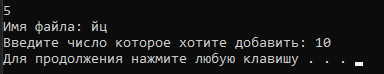 5
Имя файла: йц
Введите число которое хотите добавить: 10
Для продолжения нажмите любую клавишу . . .